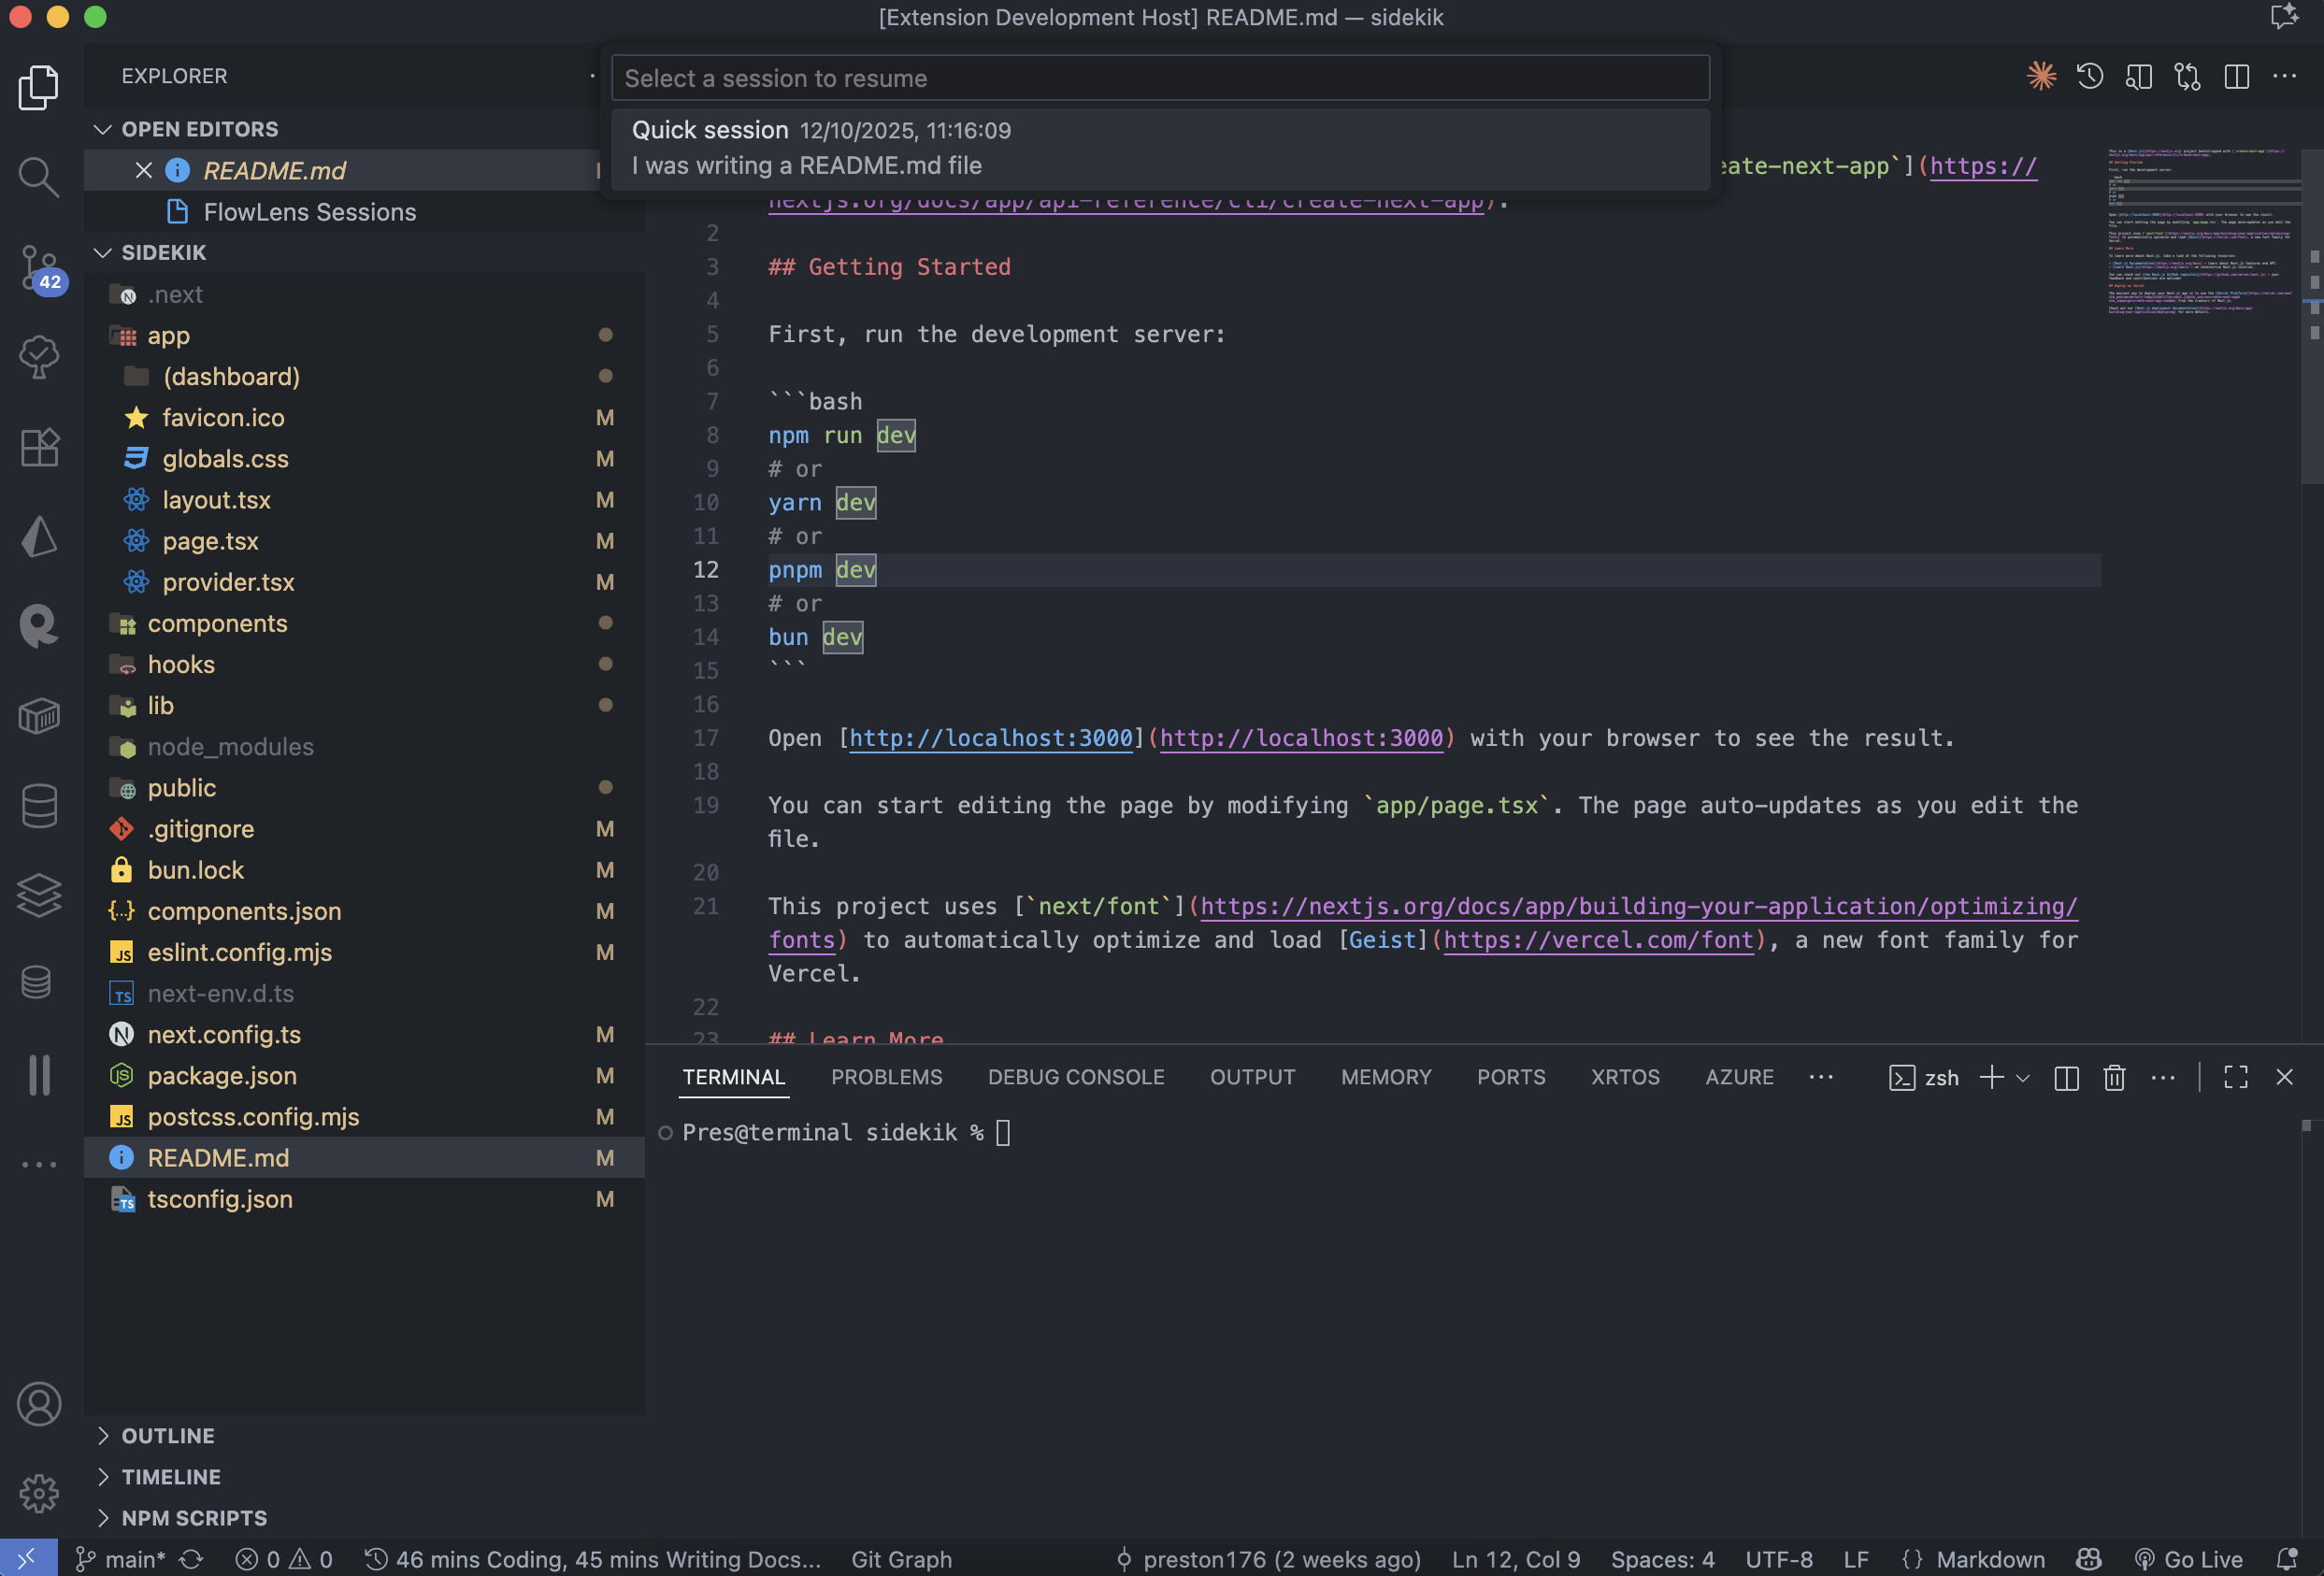 [Extension Development Host] README.md — sidekik
EXPLORER
OPEN EDITORS
README.md
FlowLens Sessions
SIDEKIK
.next
app
(dashboard)
favicon.ico M
globals.css M
layout.tsx M
page.tsx M
provider.tsx M
components
hooks
lib
node_modules
public
.gitignore M
bun.lock M
components.json M
eslint.config.mjs M
next-env.d.ts
next.config.ts M
package.json M
postcss.config.mjs M
README.md M
tsconfig.json M
OUTLINE
TIMELINE
NPM SCRIPTS
42
Select a session to resume
Quick session 12/10/2025, 11:16:09
I was writing a README.md file
eate-next-app`](https://
nextjs.org/docs/app/api-reference/cli/create-next-app).
2
3 ## Getting Started
4
5 First, run the development server:
6
7 ```bash
8 npm run dev
9 # or
10 yarn dev
11 # or
12 pnpm dev
13 # or
14 bun dev
15 ```
16
17 Open [http://localhost:3000](http://localhost:3000) with your browser to see the result.
18
19 You can start editing the page by modifying `app/page.tsx`. The page auto-updates as you edit the
file.
20
21 This project uses [`next/font`](https://nextjs.org/docs/app/building-your-application/optimizing/
fonts) to automatically optimize and load [Geist](https://vercel.com/font), a new font family for
Vercel.
22
23 ## Learn More
TERMINAL PROBLEMS DEBUG CONSOLE OUTPUT MEMORY PORTS XRTOS AZURE ··· zsh
Pres@terminal sidekik %
main* 0 0 46 mins Coding, 45 mins Writing Docs... Git Graph preston176 (2 weeks ago) Ln 12, Col 9 Spaces: 4 UTF-8 LF {} Markdown Go Live